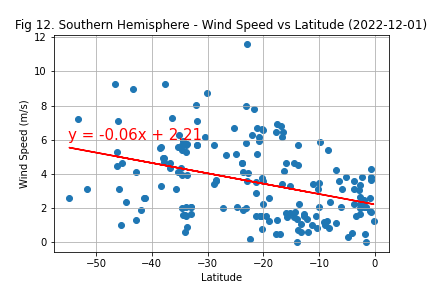 Fig 12. Southern Hemisphere - Wind Speed vs Latitude (2022-12-01)
12
10
8
6
4
2
0
Wind Speed (m/s)
y = -0.06x + 2.21
−50 −40 −30 −20 −10 0
Latitude